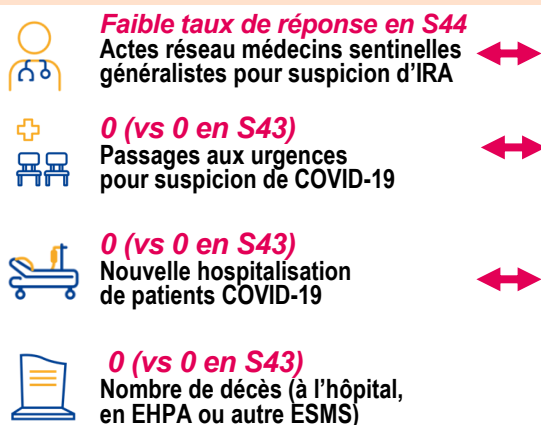 Faible taux de réponse en S44
Actes réseau médecins sentinelles
généralistes pour suspicion d’IRA
0 (vs 0 en S43)
Passages aux urgences
pour suspicion de COVID-19
0 (vs 0 en S43)
Nouvelle hospitalisation
de patients COVID-19
0 (vs 0 en S43)
Nombre de décès (à l’hôpital,
en EHPA ou autre ESMS)